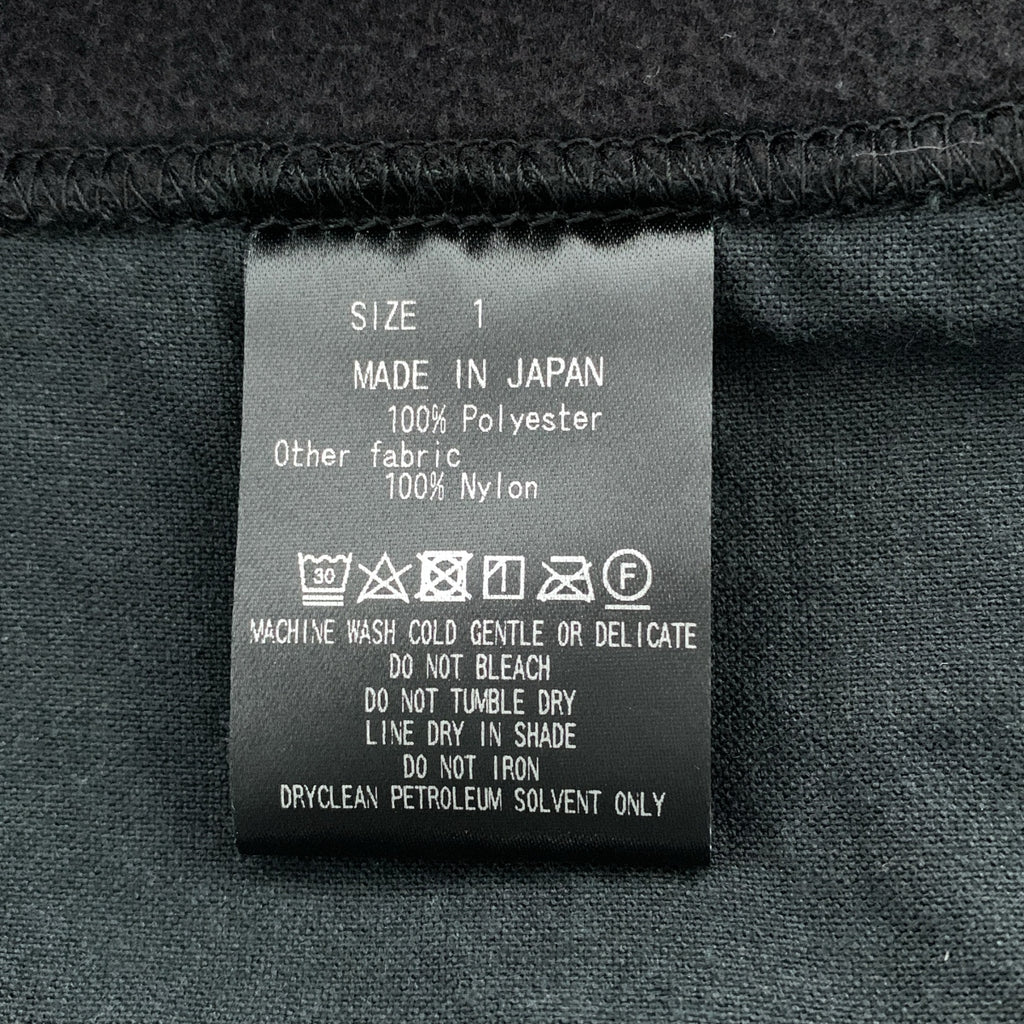 SIZE 1
MADE IN JAPAN
100% Polyester
Other fabric
100% Nylon
30 F
MACHINE WASH COLD GENTLE OR DELICATE
DO NOT BLEACH
DO NOT TUMBLE DRY
LINE DRY IN SHADE
DO NOT IRON
DRYCLEAN PETROLEUM SOLVENT ONLY